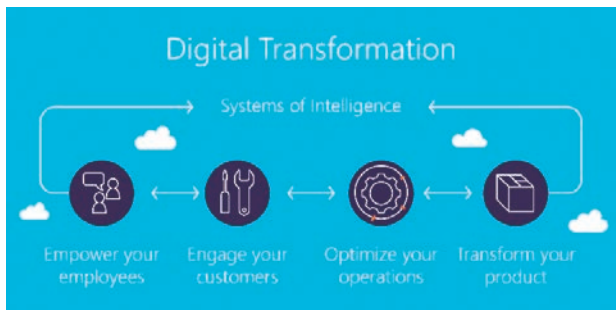 Digital Transformation
Systems of Intelligence
Empower your
employees
Engage your
customers
Optimize your
operations
Transform your
product